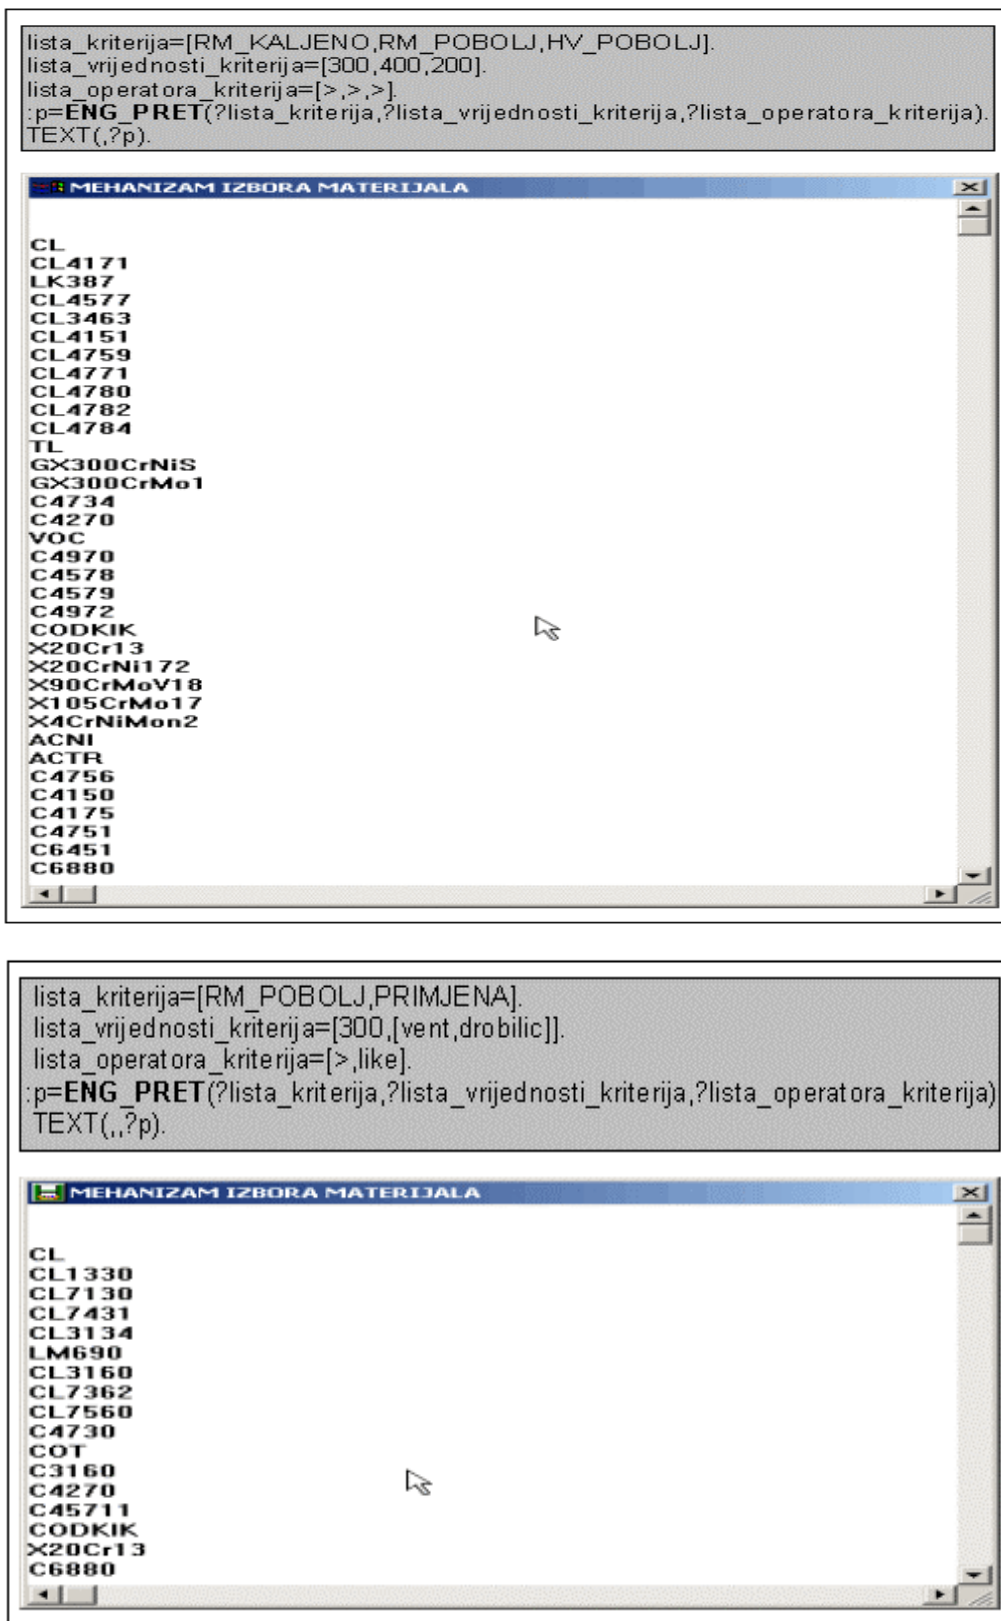 lista_kriterija=[RM_KALJENO,RM_POBOLJ,HV_POBOLJ].
lista_vrijednosti_kriterija=[300,400,200].
lista_operatora_kriterija=[>,>,>].
:p=ENG_PRET(?lista_kriterija,?lista_vrijednosti_kriterija,?lista_operatora_kriterija).
TEXT(,?p).
MEHANIZAM IZBORA MATERIJALA
CL
CL4171
LK387
CL4577
CL3463
CL4151
CL4759
CL4771
CL4780
CL4782
CL4784
TL
GX300CrNiS
GX300CrMo1
C4734
C4270
VOC
C4970
C4578
C4579
C4972
CODKIK
X20Cr13
X20CrNi172
X90CrMoV18
X105CrMo17
X4CrNiMon2
ACNI
ACTR
C4756
C4150
C4175
C4751
C6451
C6880
lista_kriterija=[RM_POBOLJ,PRIMJENA].
lista_vrijednosti_kriterija=[300,[vent,drobilic]].
lista_operatora_kriterija=[>,like].
:p=ENG_PRET(?lista_kriterija,?lista_vrijednosti_kriterija,?lista_operatora_kriterija)
TEXT(,,?p).
MEHANIZAM IZBORA MATERIJALA
CL
CL1330
CL7130
CL7431
CL3134
LM690
CL3160
CL7362
CL7560
C4730
COT
C3160
C4270
C45711
CODKIK
X20Cr13
C6880